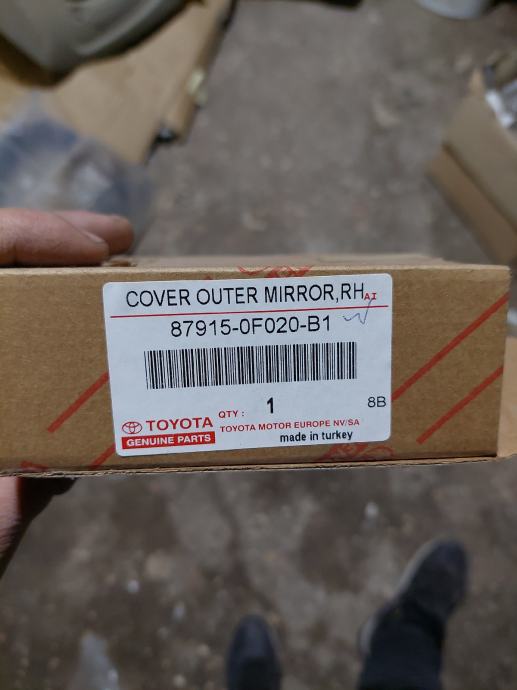 COVER OUTER MIRROR,RH AI
87915-0F020-B1
QTY : 1
8B
TOYOTA
GENUINE PARTS
TOYOTA MOTOR EUROPE NV/SA
made in turkey